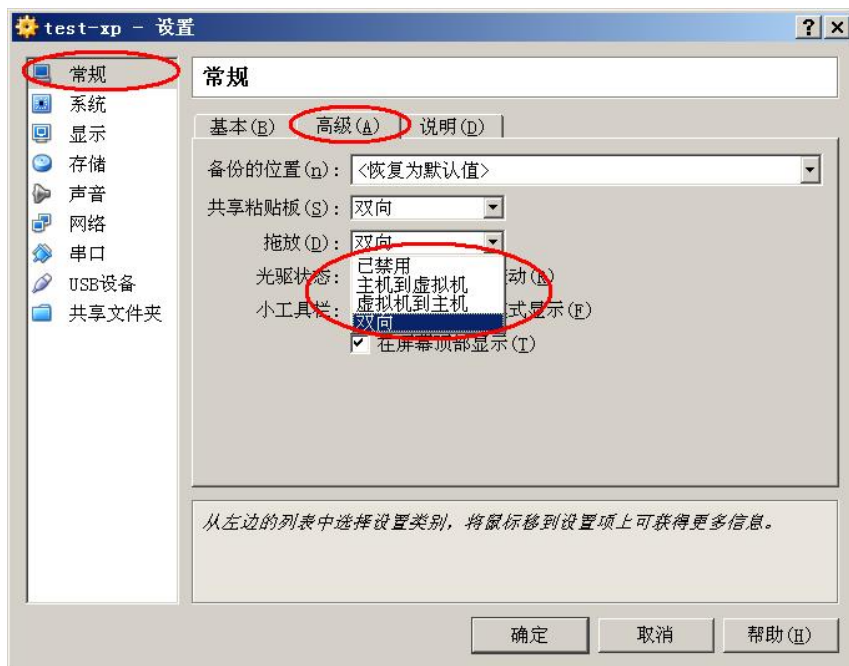 test-xp - 设置
常规
系统
显示
存储
声音
网络
串口
USB设备
共享文件夹
常规
基本(B) 高级(A) 说明(D)
备份的位置(n): <恢复为默认值>
共享粘贴板(S): 双向
拖放(D): 双向
已禁用
主机到虚拟机
虚拟机到主机
双向
光驱状态: 动(R)
小工具栏: 式显示(F)
在屏幕顶部显示(T)
从左边的列表中选择设置类别，将鼠标移到设置项上可获得更多信息。
确定 取消 帮助(H)